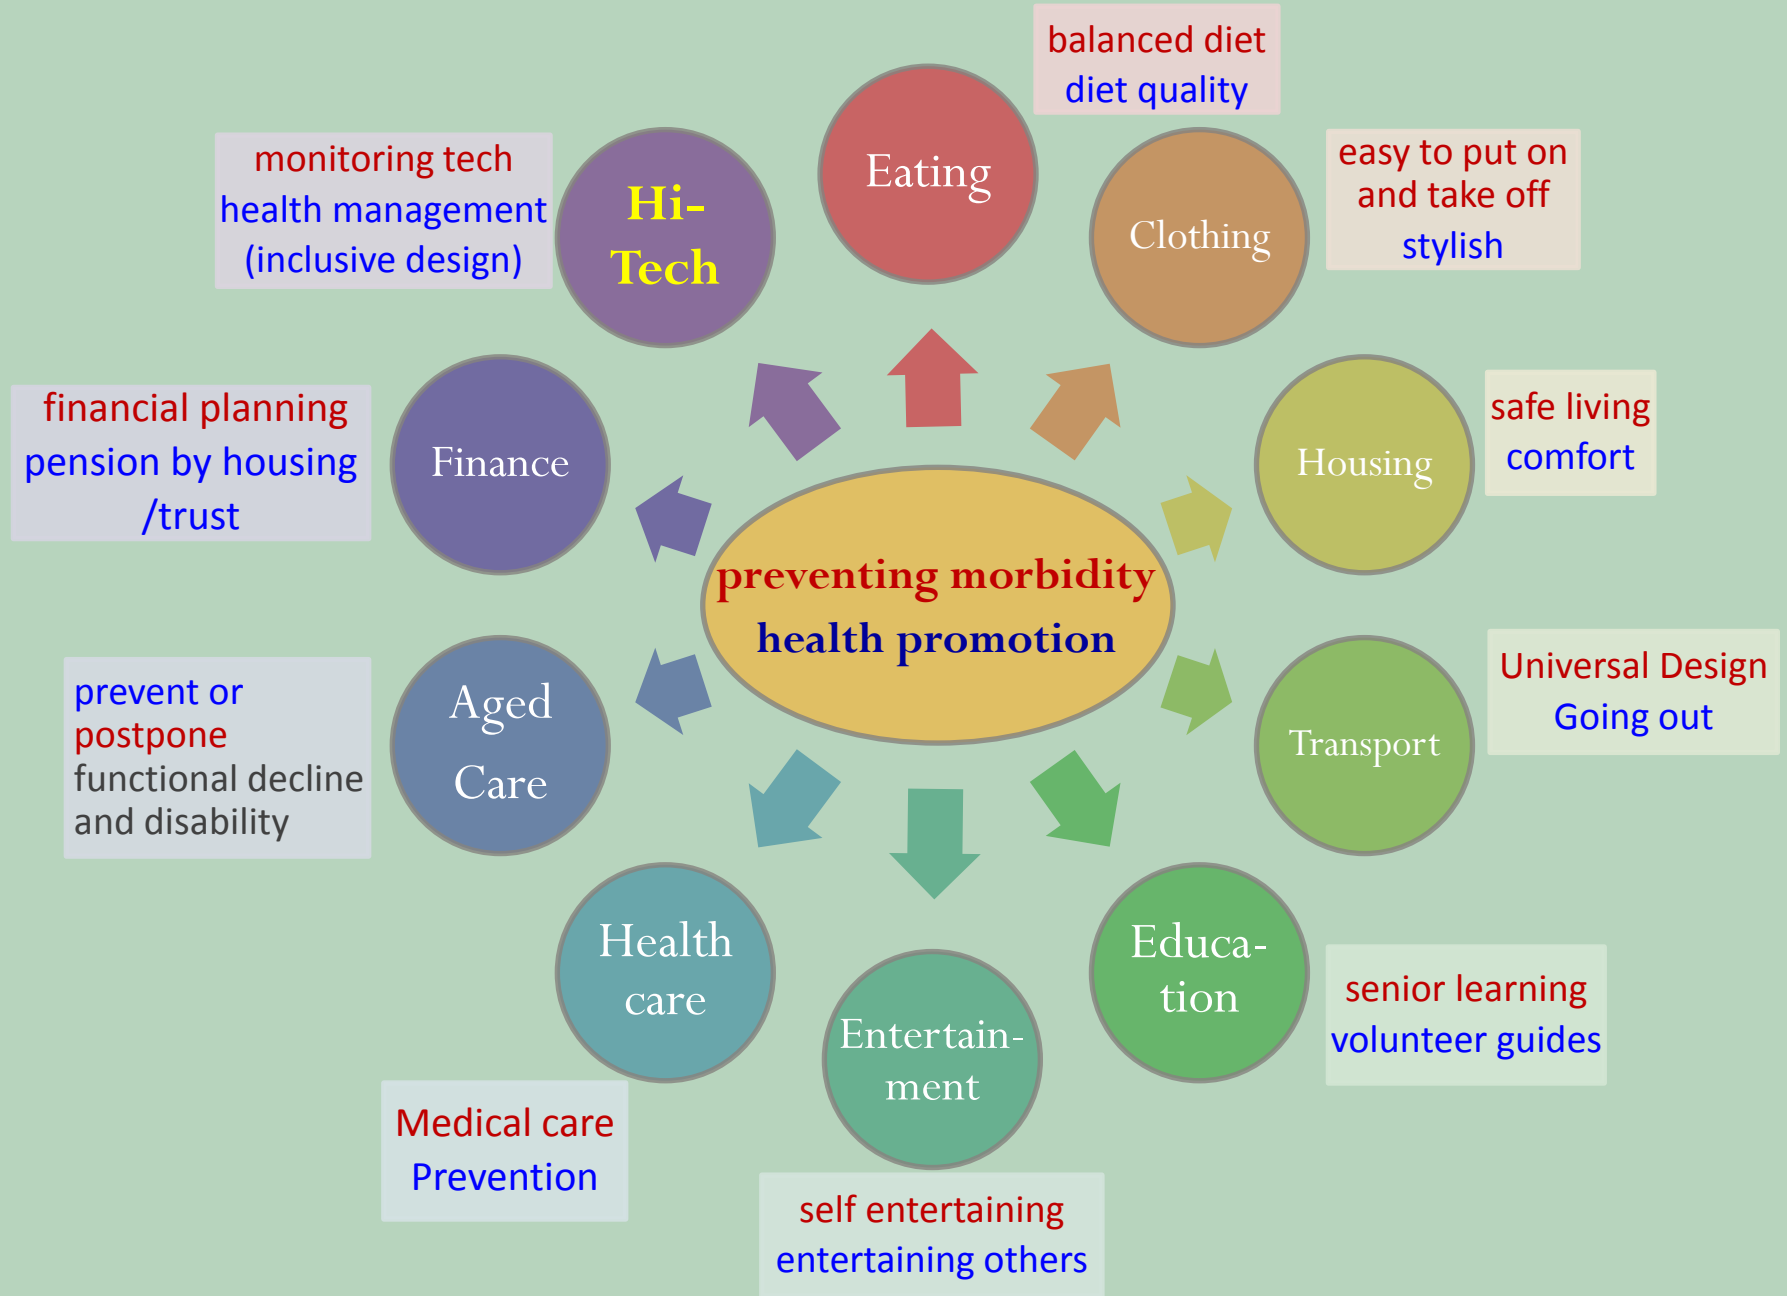 balanced diet
diet quality
Eating
easy to put on
and take off
stylish
Clothing
safe living
comfort
Housing
Universal Design
Going out
Transport
senior learning
volunteer guides
Educa-
tion
self entertaining
entertaining others
Entertain-
ment
Medical care
Prevention
Health
care
prevent or
postpone
functional decline
and disability
Aged
Care
financial planning
pension by housing
/trust
Finance
monitoring tech
health management
(inclusive design)
Hi-
Tech
preventing morbidity
health promotion